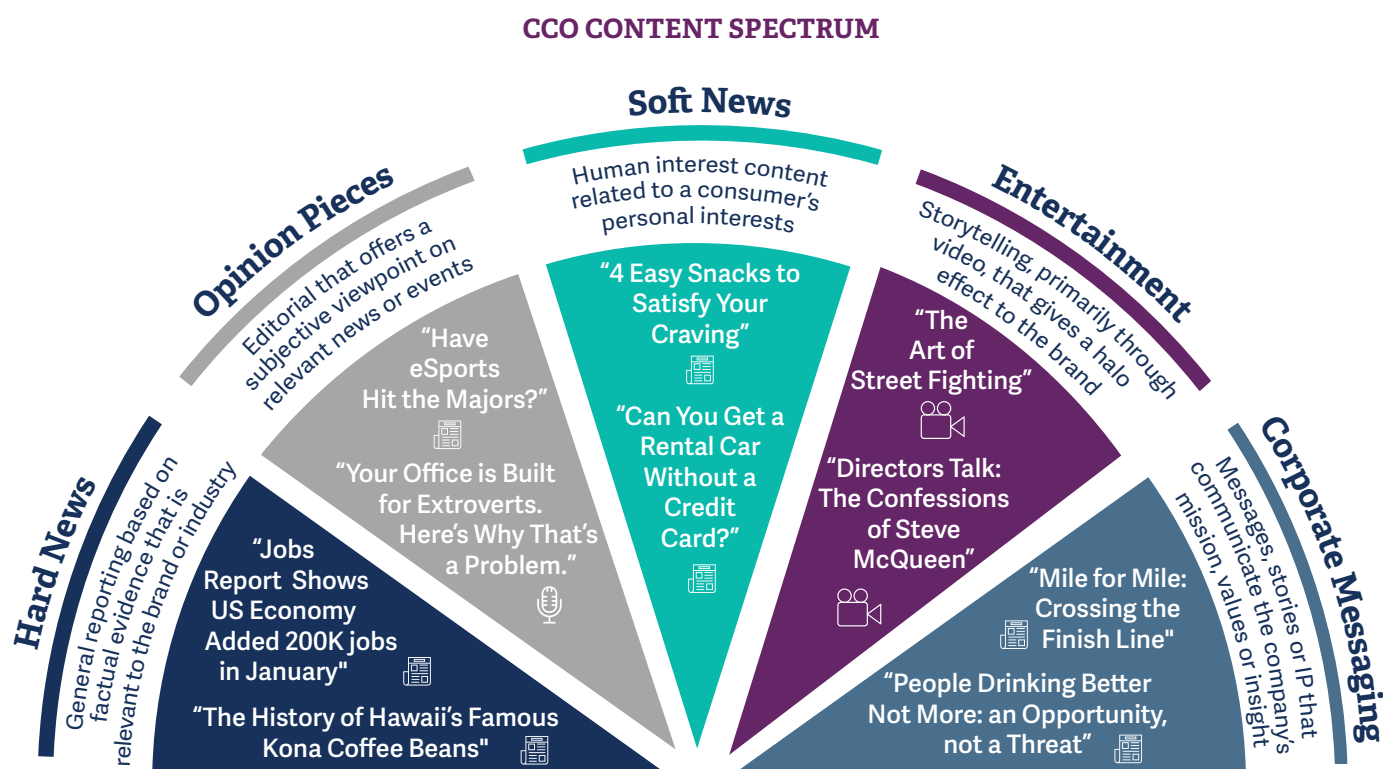 CCO CONTENT SPECTRUM
Hard News
General reporting based on
factual evidence that is
relevant to the brand or industry
“Jobs
Report Shows
US Economy
Added 200K jobs
in January"
“The History of Hawaii’s Famous
Kona Coffee Beans"
Opinion Pieces
Editorial that offers a
subjective viewpoint on
relevant news or events
“Have
eSports
Hit the Majors?”
“Your Office is Built
for Extroverts.
Here’s Why That’s
a Problem.”
Soft News
Human interest content
related to a consumer’s
personal interests
“4 Easy Snacks to
Satisfy Your
Craving”
“Can You Get a
Rental Car
Without a
Credit
Card?”
Entertainment
Storytelling, primarily through
video, that gives a halo
effect to the brand
“The
Art of
Street Fighting”
“Directors Talk:
The Confessions
of Steve
McQueen”
Corporate Messaging
Messages, stories or IP that
communicate the company’s
mission, values or insight
“Mile for Mile:
Crossing the
Finish Line"
“People Drinking Better
Not More: an Opportunity,
not a Threat”